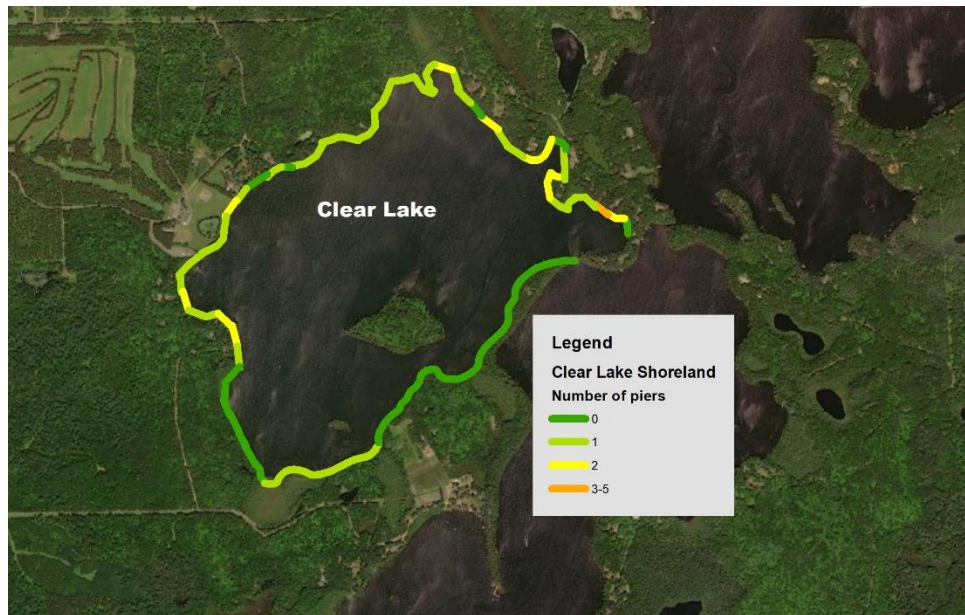 Clear Lake
Legend
Clear Lake Shoreland
Number of piers
0
1
2
3-5